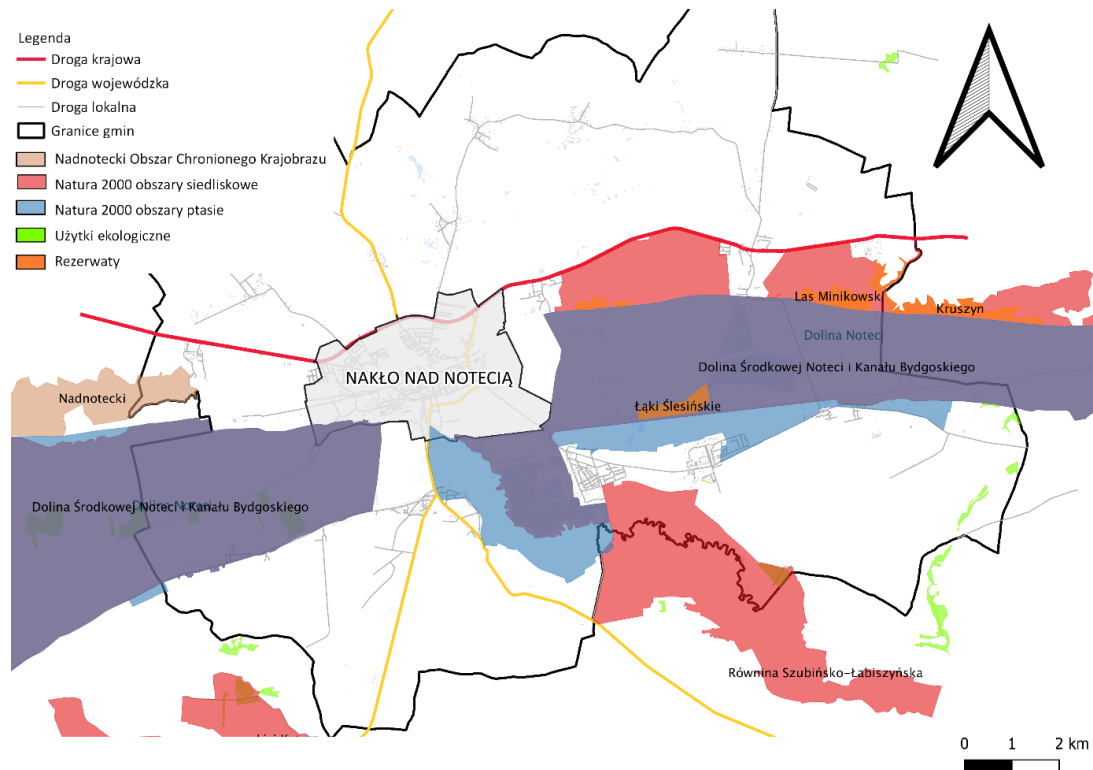 Legenda
Droga krajowa
Droga wojewódzka
Droga lokalna
Granice gmin
Nadnotecki Obszar Chronionego Krajobrazu
Natura 2000 obszary siedliskowe
Natura 2000 obszary ptasie
Użytki ekologiczne
Rezerwaty
Las Minikowski
Kruszyn
Dolina Noteci
Dolina Środkowej Noteci i Kanału Bydgoskiego
NAKŁO NAD NOTECIĄ
Nadnotecki
Łąki Ślesińskie
Dolina Środkowej Noteci i Kanału Bydgoskiego
Dolina Noteci
Równina Szubińsko-Łabiszyńska
0 1 2 km